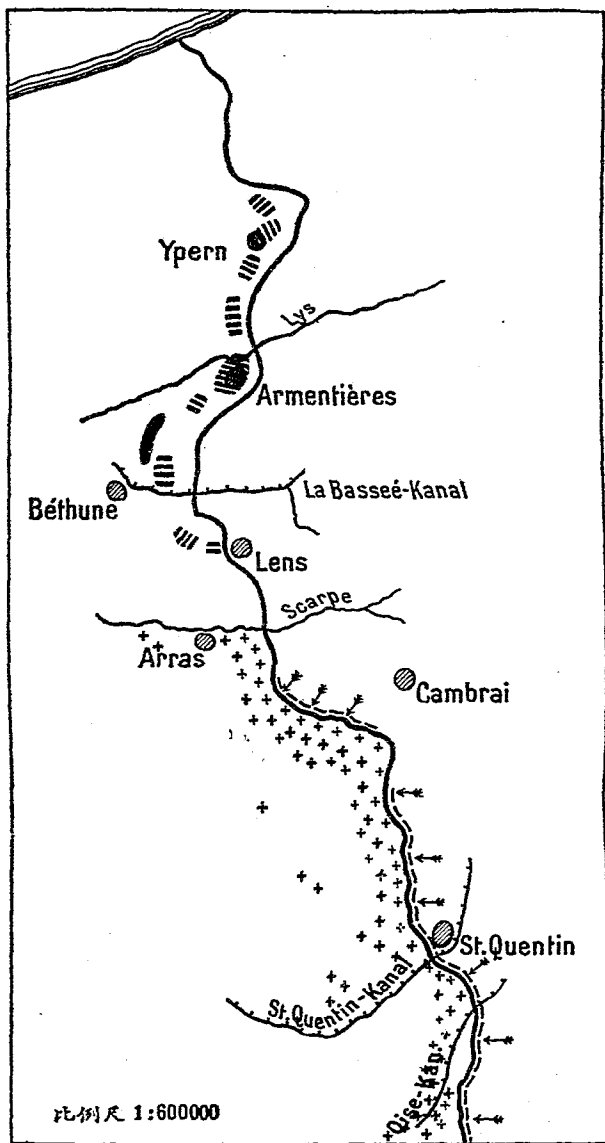 Ypern
Lys
Armentières
La Basseé-Kanal
Béthune
Lens
Scarpe
Arras
Cambrai
St.Quentin
St.Quentin-Kanal
Oise-Kan.
比例尺 1:600000